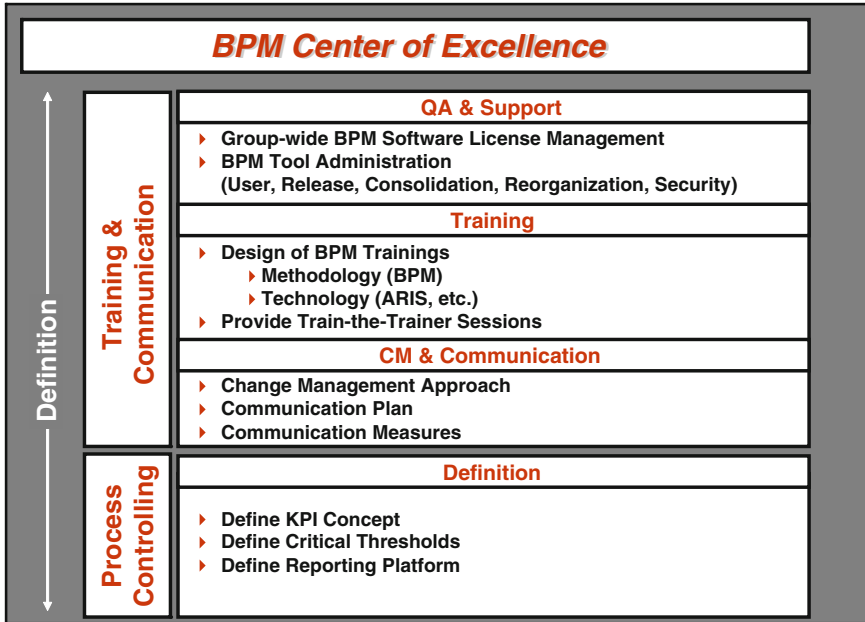 BPM Center of Excellence
Definition
Training &
Communication
QA & Support
Group-wide BPM Software License Management
BPM Tool Administration
(User, Release, Consolidation, Reorganization, Security)
Training
Design of BPM Trainings
Methodology (BPM)
Technology (ARIS, etc.)
Provide Train-the-Trainer Sessions
CM & Communication
Change Management Approach
Communication Plan
Communication Measures
Process
Controlling
Definition
Define KPI Concept
Define Critical Thresholds
Define Reporting Platform